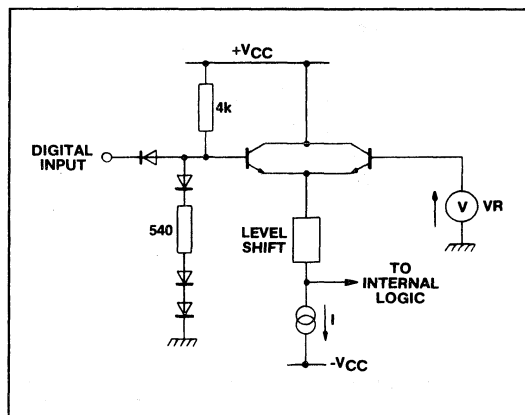 +VCC
4k
DIGITAL
INPUT
V
VR
540
LEVEL
SHIFT
TO
INTERNAL
LOGIC
I
-VCC